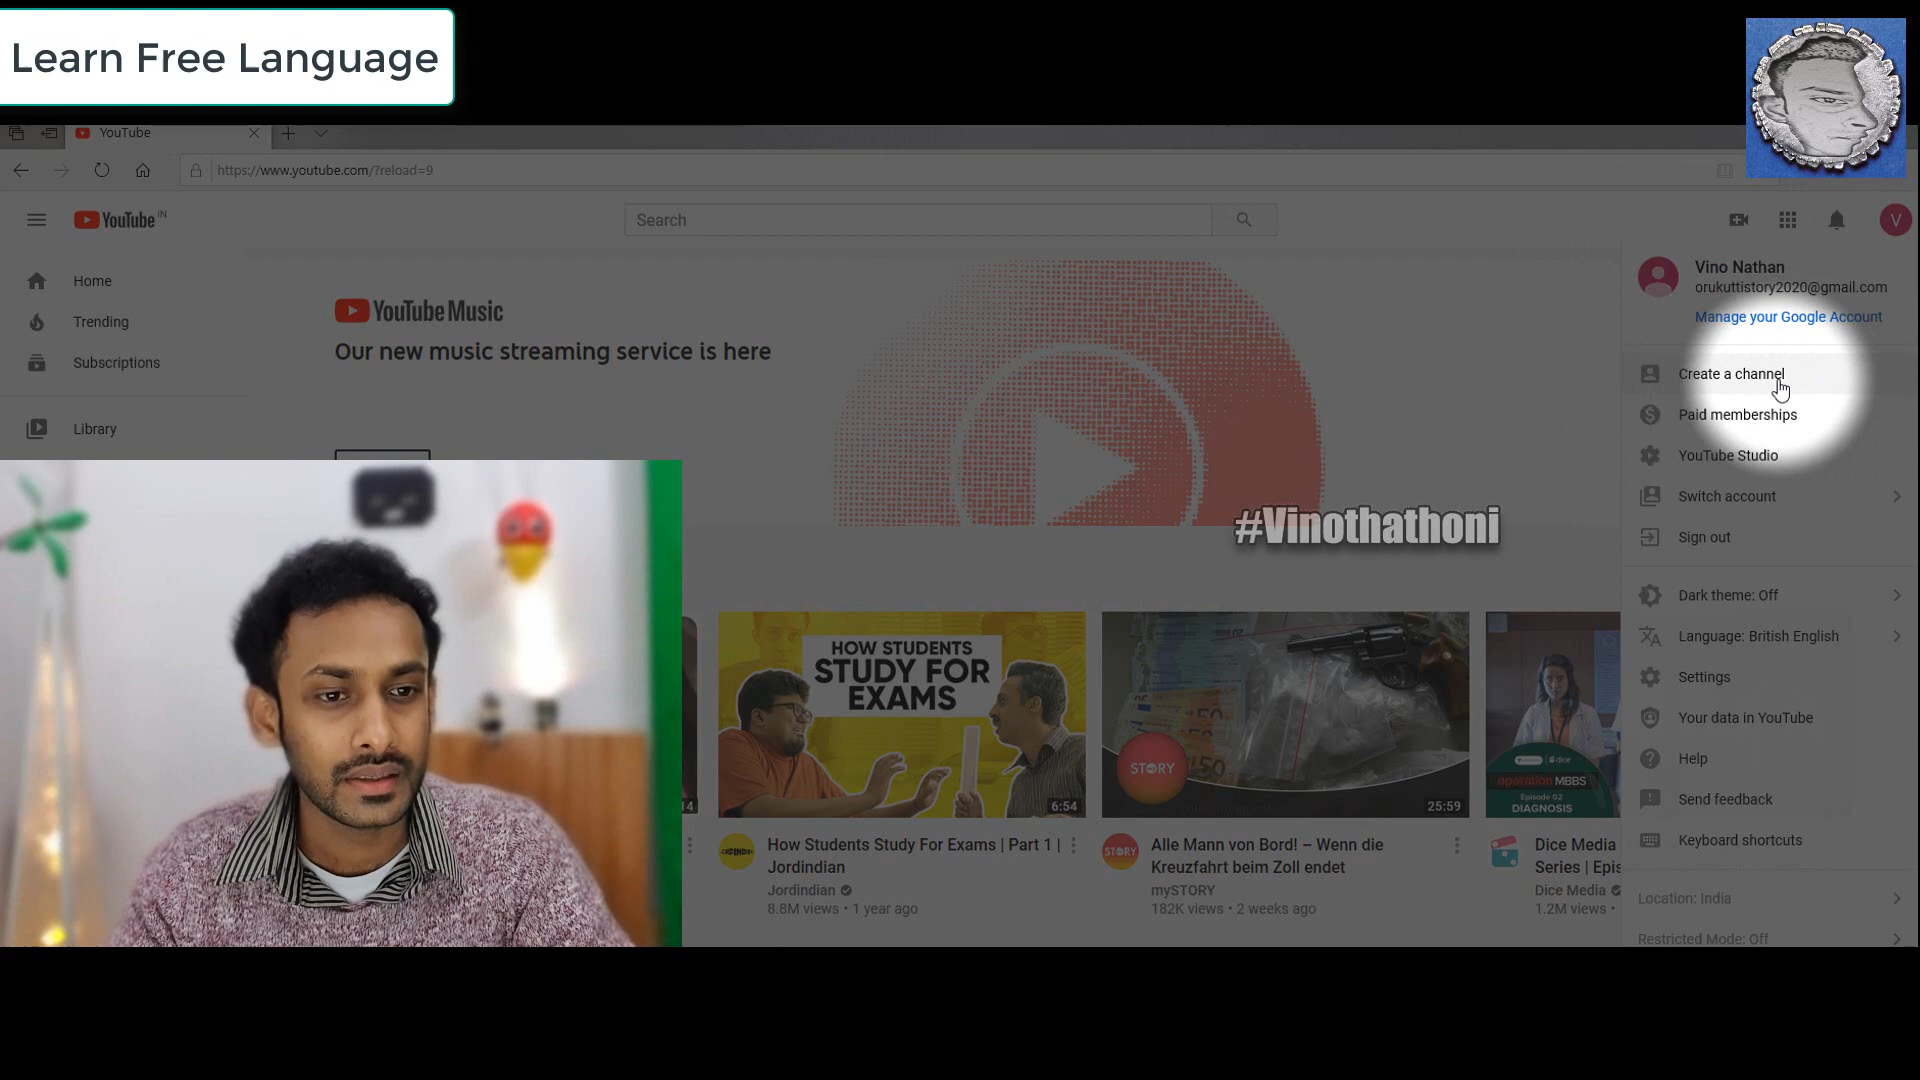 Learn Free Language
YouTube
https://www.youtube.com/?reload=9
YouTube IN
Search
V
Home
Trending
Subscriptions
Library
YouTube Music
Our new music streaming service is here
#Vinothathoni
Vino Nathan
orukuttistory2020@gmail.com
Manage your Google Account
Create a channel
Paid memberships
YouTube Studio
Switch account
Sign out
Dark theme: Off
Language: British English
Settings
Your data in YouTube
Help
Send feedback
Keyboard shortcuts
Location: India
Restricted Mode: Off
14
HOW STUDENTS
STUDY FOR
EXAMS
6:54
How Students Study For Exams | Part 1 |
Jordindian
Jordindian
8.8M views • 1 year ago
STORY
25:59
STORY
Alle Mann von Bord! – Wenn die
Kreuzfahrt beim Zoll endet
mySTORY
182K views • 2 weeks ago
dice
operation MBBS
Episode 02
DIAGNOSIS
Dice Media
Series | Epis
Dice Media
1.2M views •